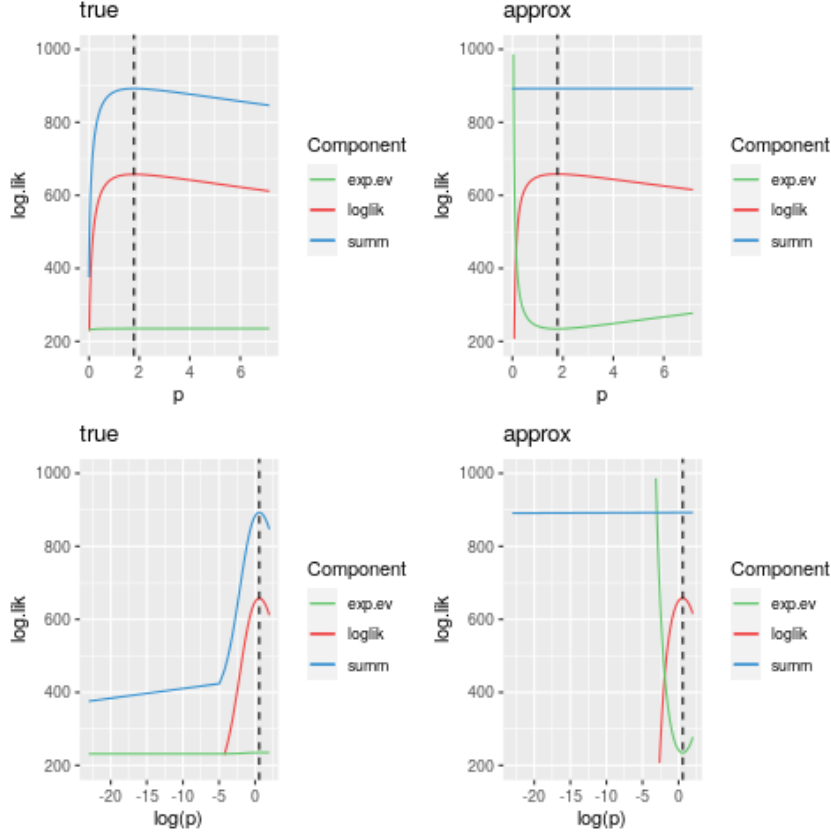 true
1000
800
600
400
200
log.lik
0 2 4 6
p
Component
exp.ev
loglik
summ
approx
1000
800
600
400
200
log.lik
0 2 4 6
p
Component
exp.ev
loglik
summ
true
1000
800
600
400
200
log.lik
-20 -15 -10 -5 0
log(p)
Component
exp.ev
loglik
summ
approx
1000
800
600
400
200
log.lik
-20 -15 -10 -5 0
log(p)
Component
exp.ev
loglik
summ